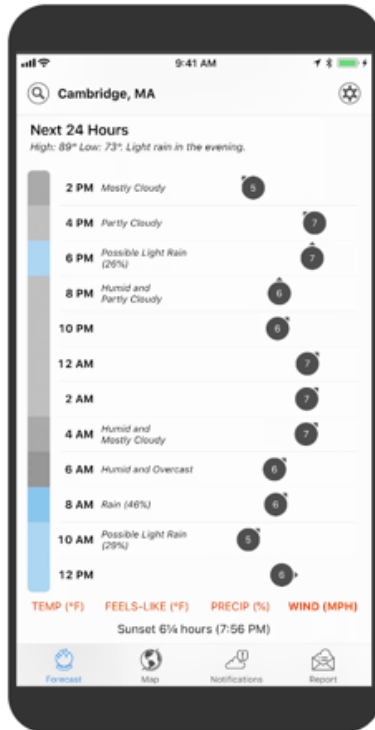 9:41 AM
Cambridge, MA
Next 24 Hours
High: 89° Low: 73°. Light rain in the evening.
2 PM Mostly Cloudy 5
4 PM Partly Cloudy 7
6 PM Possible Light Rain
(26%) 7
8 PM Humid and
Partly Cloudy 6
10 PM 6
12 AM 7
2 AM 7
4 AM Humid and
Mostly Cloudy 7
6 AM Humid and Overcast 6
8 AM Rain (46%) 6
10 AM Possible Light Rain
(29%) 5
12 PM 6
TEMP (°F) FEELS-LIKE (°F) PRECIP (%) WIND (MPH)
Sunset 6¼ hours (7:56 PM)
Forecast Map Notifications Report